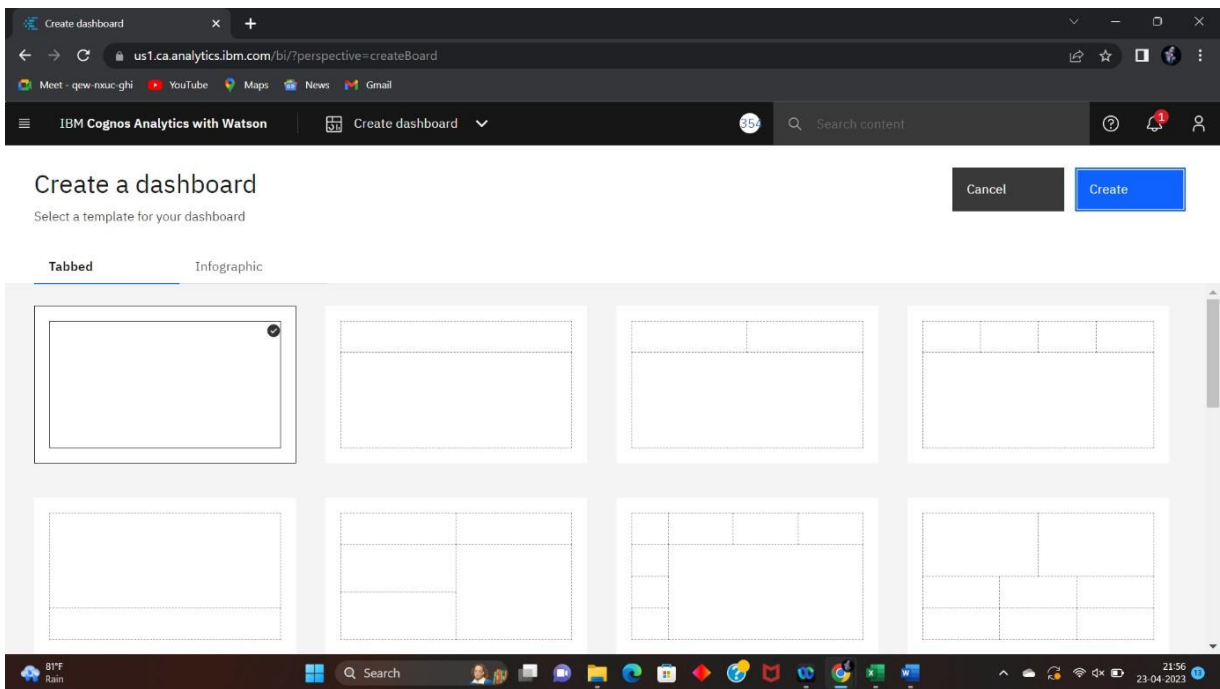 Create dashboard
us1.ca.analytics.ibm.com/bi/?perspective=createBoard
Meet - qew-nxuc-ghi YouTube Maps News Gmail
IBM Cognos Analytics with Watson Create dashboard 354 Search content 1
Create a dashboard Cancel Create
Select a template for your dashboard
Tabbed Infographic
81°F
Rain
Search
21:56
23-04-2023